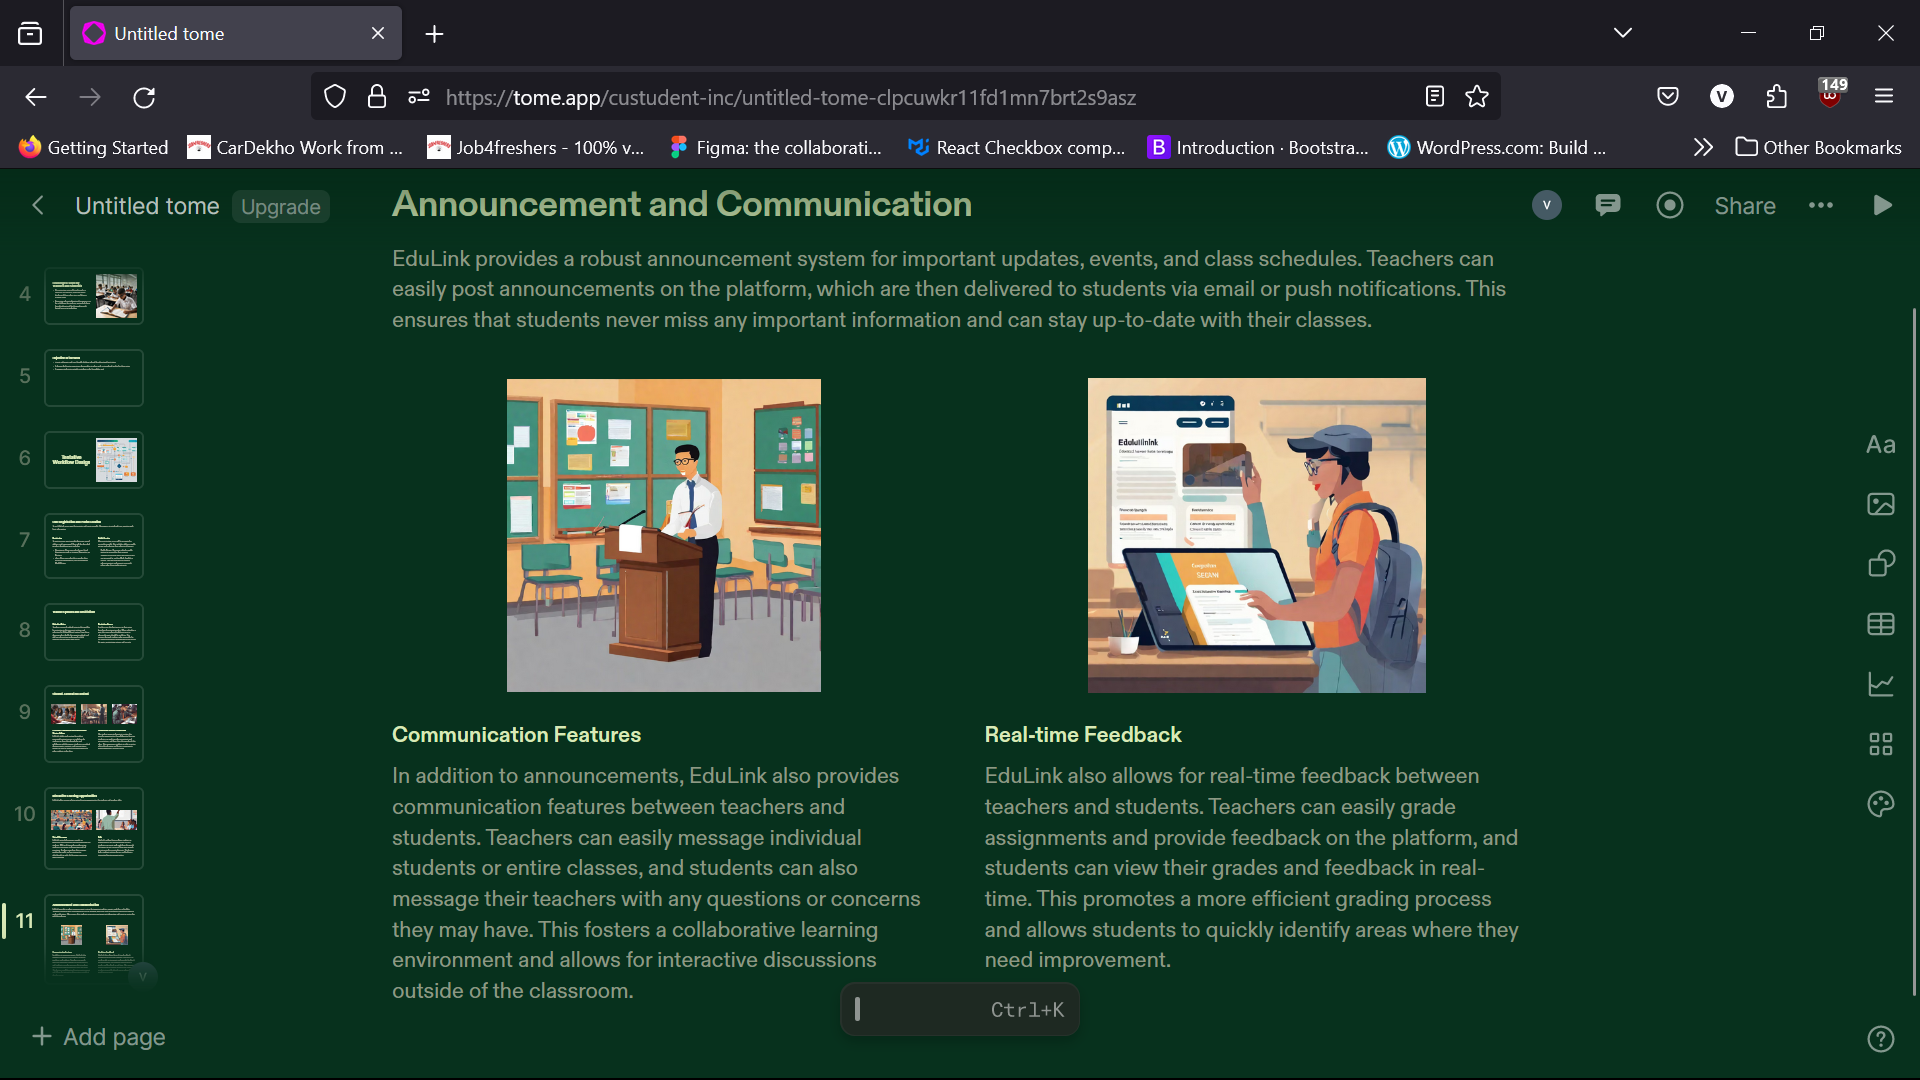 Untitled tome
https://tome.app/custudent-inc/untitled-tome-clpcuwkr11fd1mn7brt2s9asz
149
Getting Started
CarDekho Work from ...
Job4freshers - 100% v...
Figma: the collaborati...
React Checkbox comp...
Introduction · Bootstra...
WordPress.com: Build ...
Other Bookmarks
Untitled tome
Upgrade
Announcement and Communication
V
Share
EduLink provides a robust announcement system for important updates, events, and class schedules. Teachers can
easily post announcements on the platform, which are then delivered to students via email or push notifications. This
ensures that students never miss any important information and can stay up-to-date with their classes.
4
5
6
Tentative
Workflow Design
7
8
9
10
11
V
Communication Features
In addition to announcements, EduLink also provides
communication features between teachers and
students. Teachers can easily message individual
students or entire classes, and students can also
message their teachers with any questions or concerns
they may have. This fosters a collaborative learning
environment and allows for interactive discussions
outside of the classroom.
Real-time Feedback
EduLink also allows for real-time feedback between
teachers and students. Teachers can easily grade
assignments and provide feedback on the platform, and
students can view their grades and feedback in real-
time. This promotes a more efficient grading process
and allows students to quickly identify areas where they
need improvement.
Aa
Ctrl+K
+ Add page